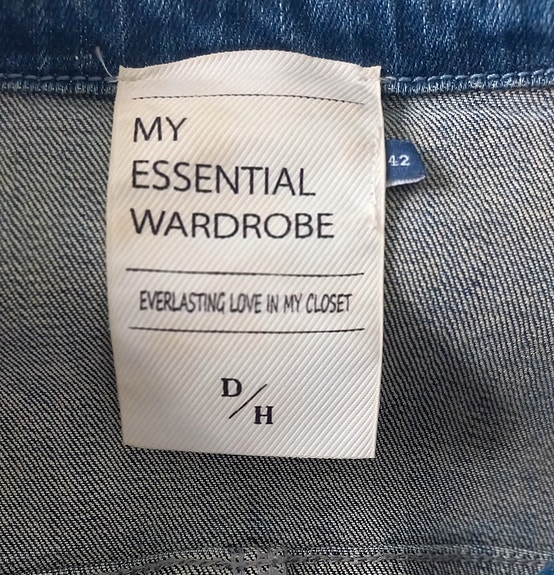 MY
ESSENTIAL
WARDROBE
EVERLASTING LOVE IN MY CLOSET
D/H
42